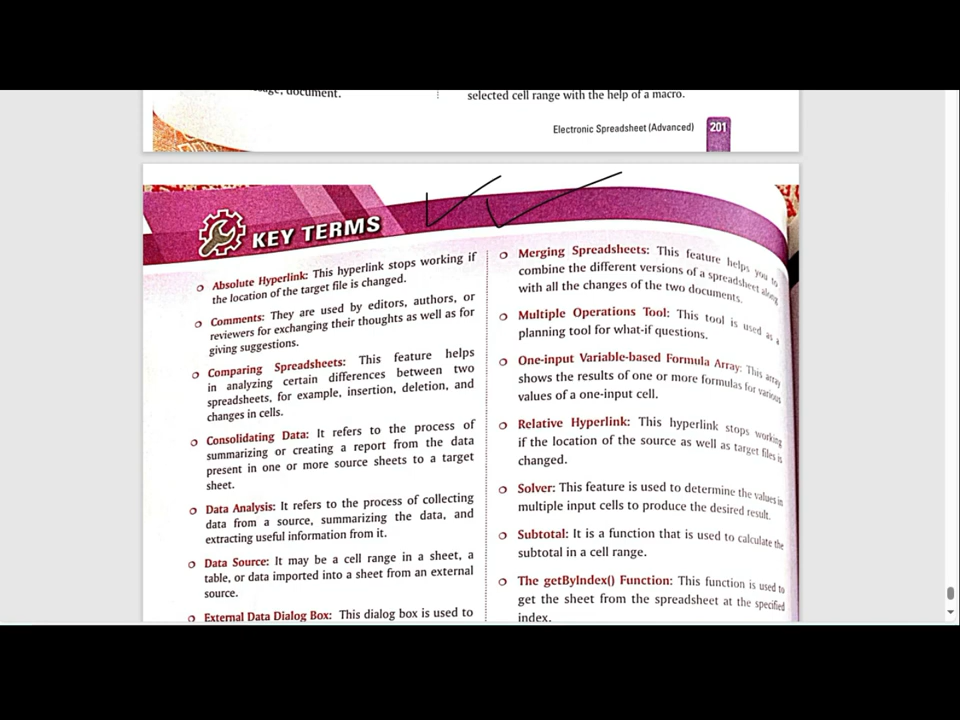 document.
selected cell range with the help of a macro.
Electronic Spreadsheet (Advanced) 201
KEY TERMS
Absolute Hyperlink: This hyperlink stops working if
the location of the target file is changed.
Comments: They are used by editors, authors, or
reviewers for exchanging their thoughts as well as for
giving suggestions.
Comparing Spreadsheets: This feature helps
in analyzing certain differences between two
spreadsheets, for example, insertion, deletion, and
changes in cells.
Consolidating Data: It refers to the process of
summarizing or creating a report from the data
present in one or more source sheets to a target
sheet.
Data Analysis: It refers to the process of collecting
data from a source, summarizing the data, and
extracting useful information from it.
Data Source: It may be a cell range in a sheet, a
table, or data imported into a sheet from an external
source.
External Data Dialog Box: This dialog box is used to
Merging Spreadsheets: This feature helps you to
combine the different versions of a spreadsheet along
with all the changes of the two documents.
Multiple Operations Tool: This tool is used as a
planning tool for what-if questions.
One-input Variable-based Formula Array: This array
shows the results of one or more formulas for various
values of a one-input cell.
Relative Hyperlink: This hyperlink stops working
if the location of the source as well as target files is
changed.
Solver: This feature is used to determine the values in
multiple input cells to produce the desired result.
Subtotal: It is a function that is used to calculate the
subtotal in a cell range.
The getByIndex() Function: This function is used to
get the sheet from the spreadsheet at the specified
index.